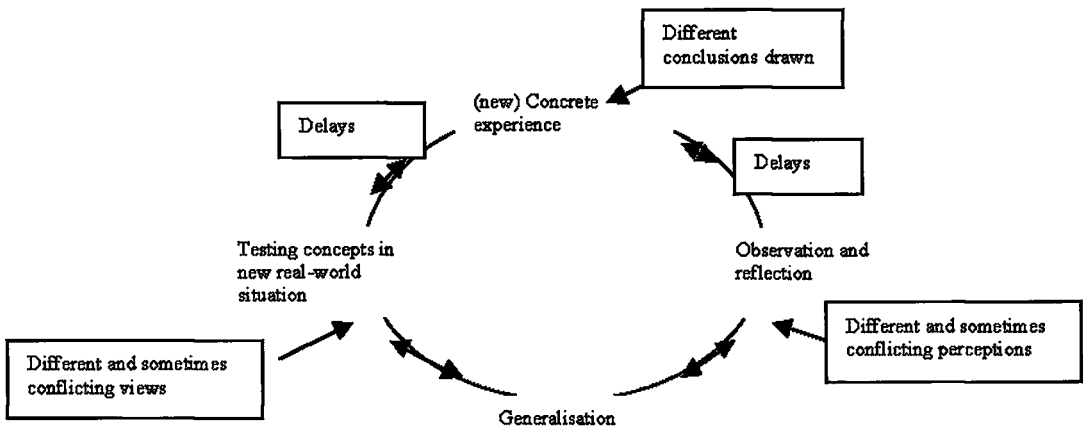 Different
conclusions drawn
(new) Concrete
experience
Delays
Delays
Testing concepts in
new real-world
situation
Observation and
reflection
Different and sometimes
conflicting perceptions
Different and sometimes
conflicting views
Generalisation